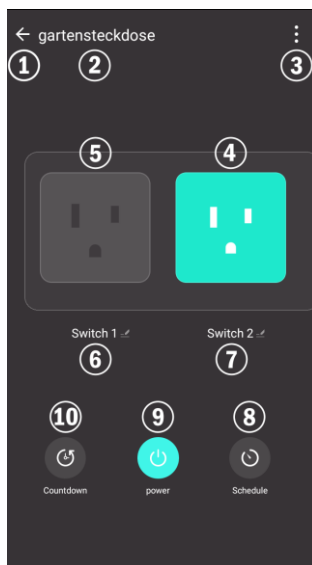 gartensteckdose
1 2 3
5 4
Switch 1 Switch 2
6 7
10 9 8
Countdown power Schedule